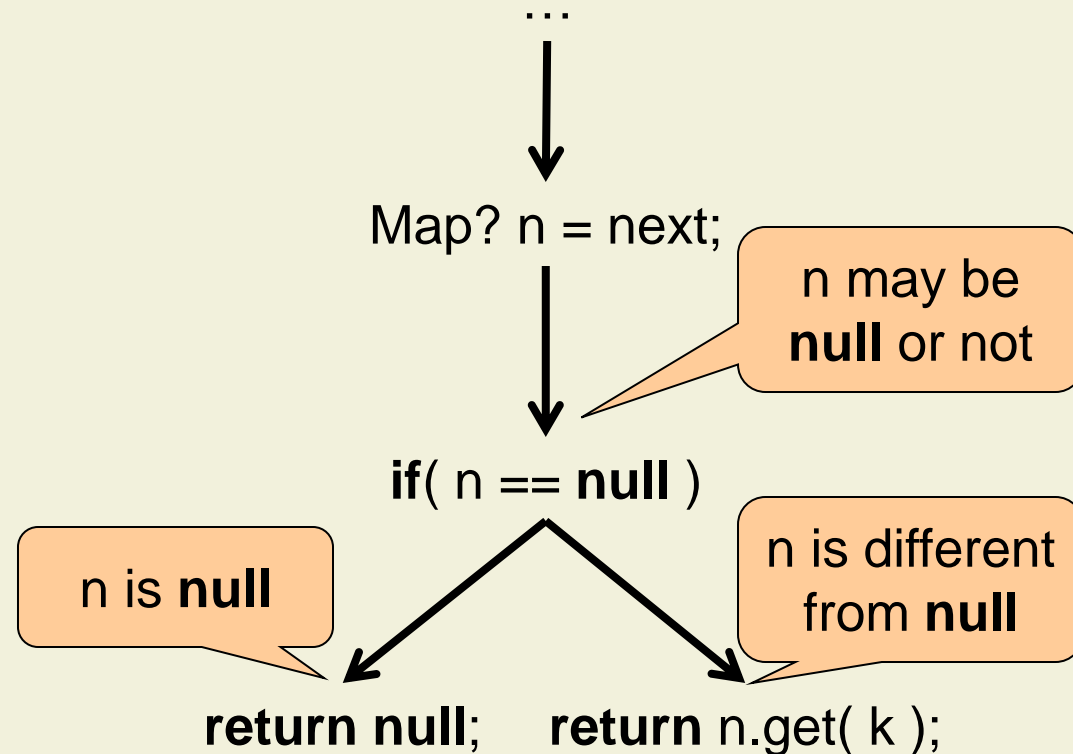 …
Map? n = next;
n may be
null or not
if( n == null )
n is null
n is different
from null
return null;
return n.get( k );